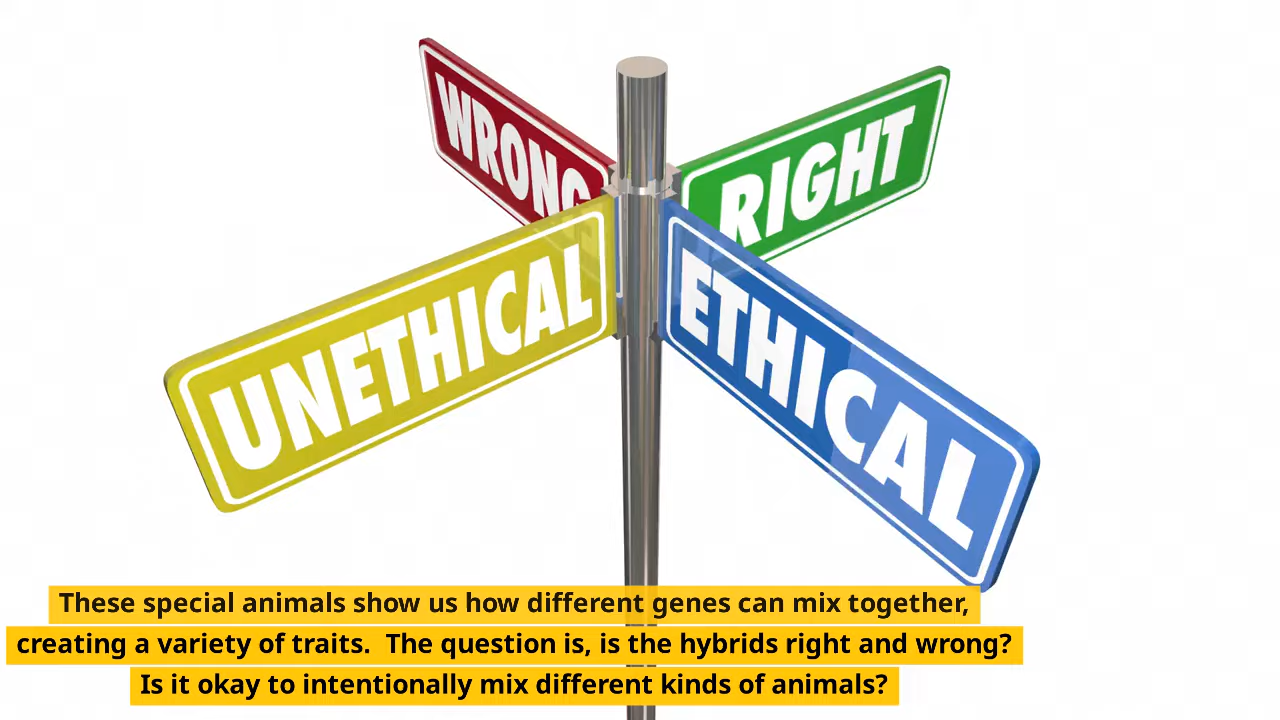 WRONG
RIGHT
UNETHICAL
ETHICAL
These special animals show us how different genes can mix together,
creating a variety of traits.  The question is, is the hybrids right and wrong?
Is it okay to intentionally mix different kinds of animals?